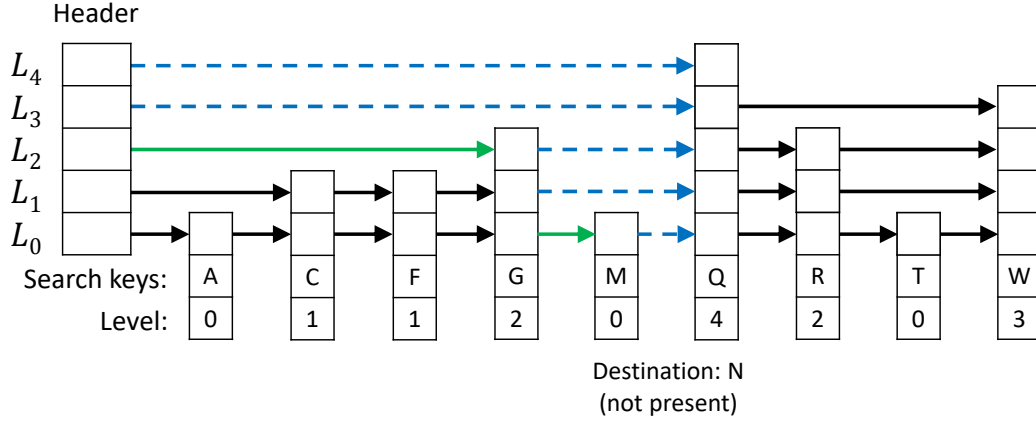 Header
L4
L3
L2
L1
L0
Search keys: A C F G M Q R T W
Level: 0 1 1 2 0 4 2 0 3
Destination: N
(not present)